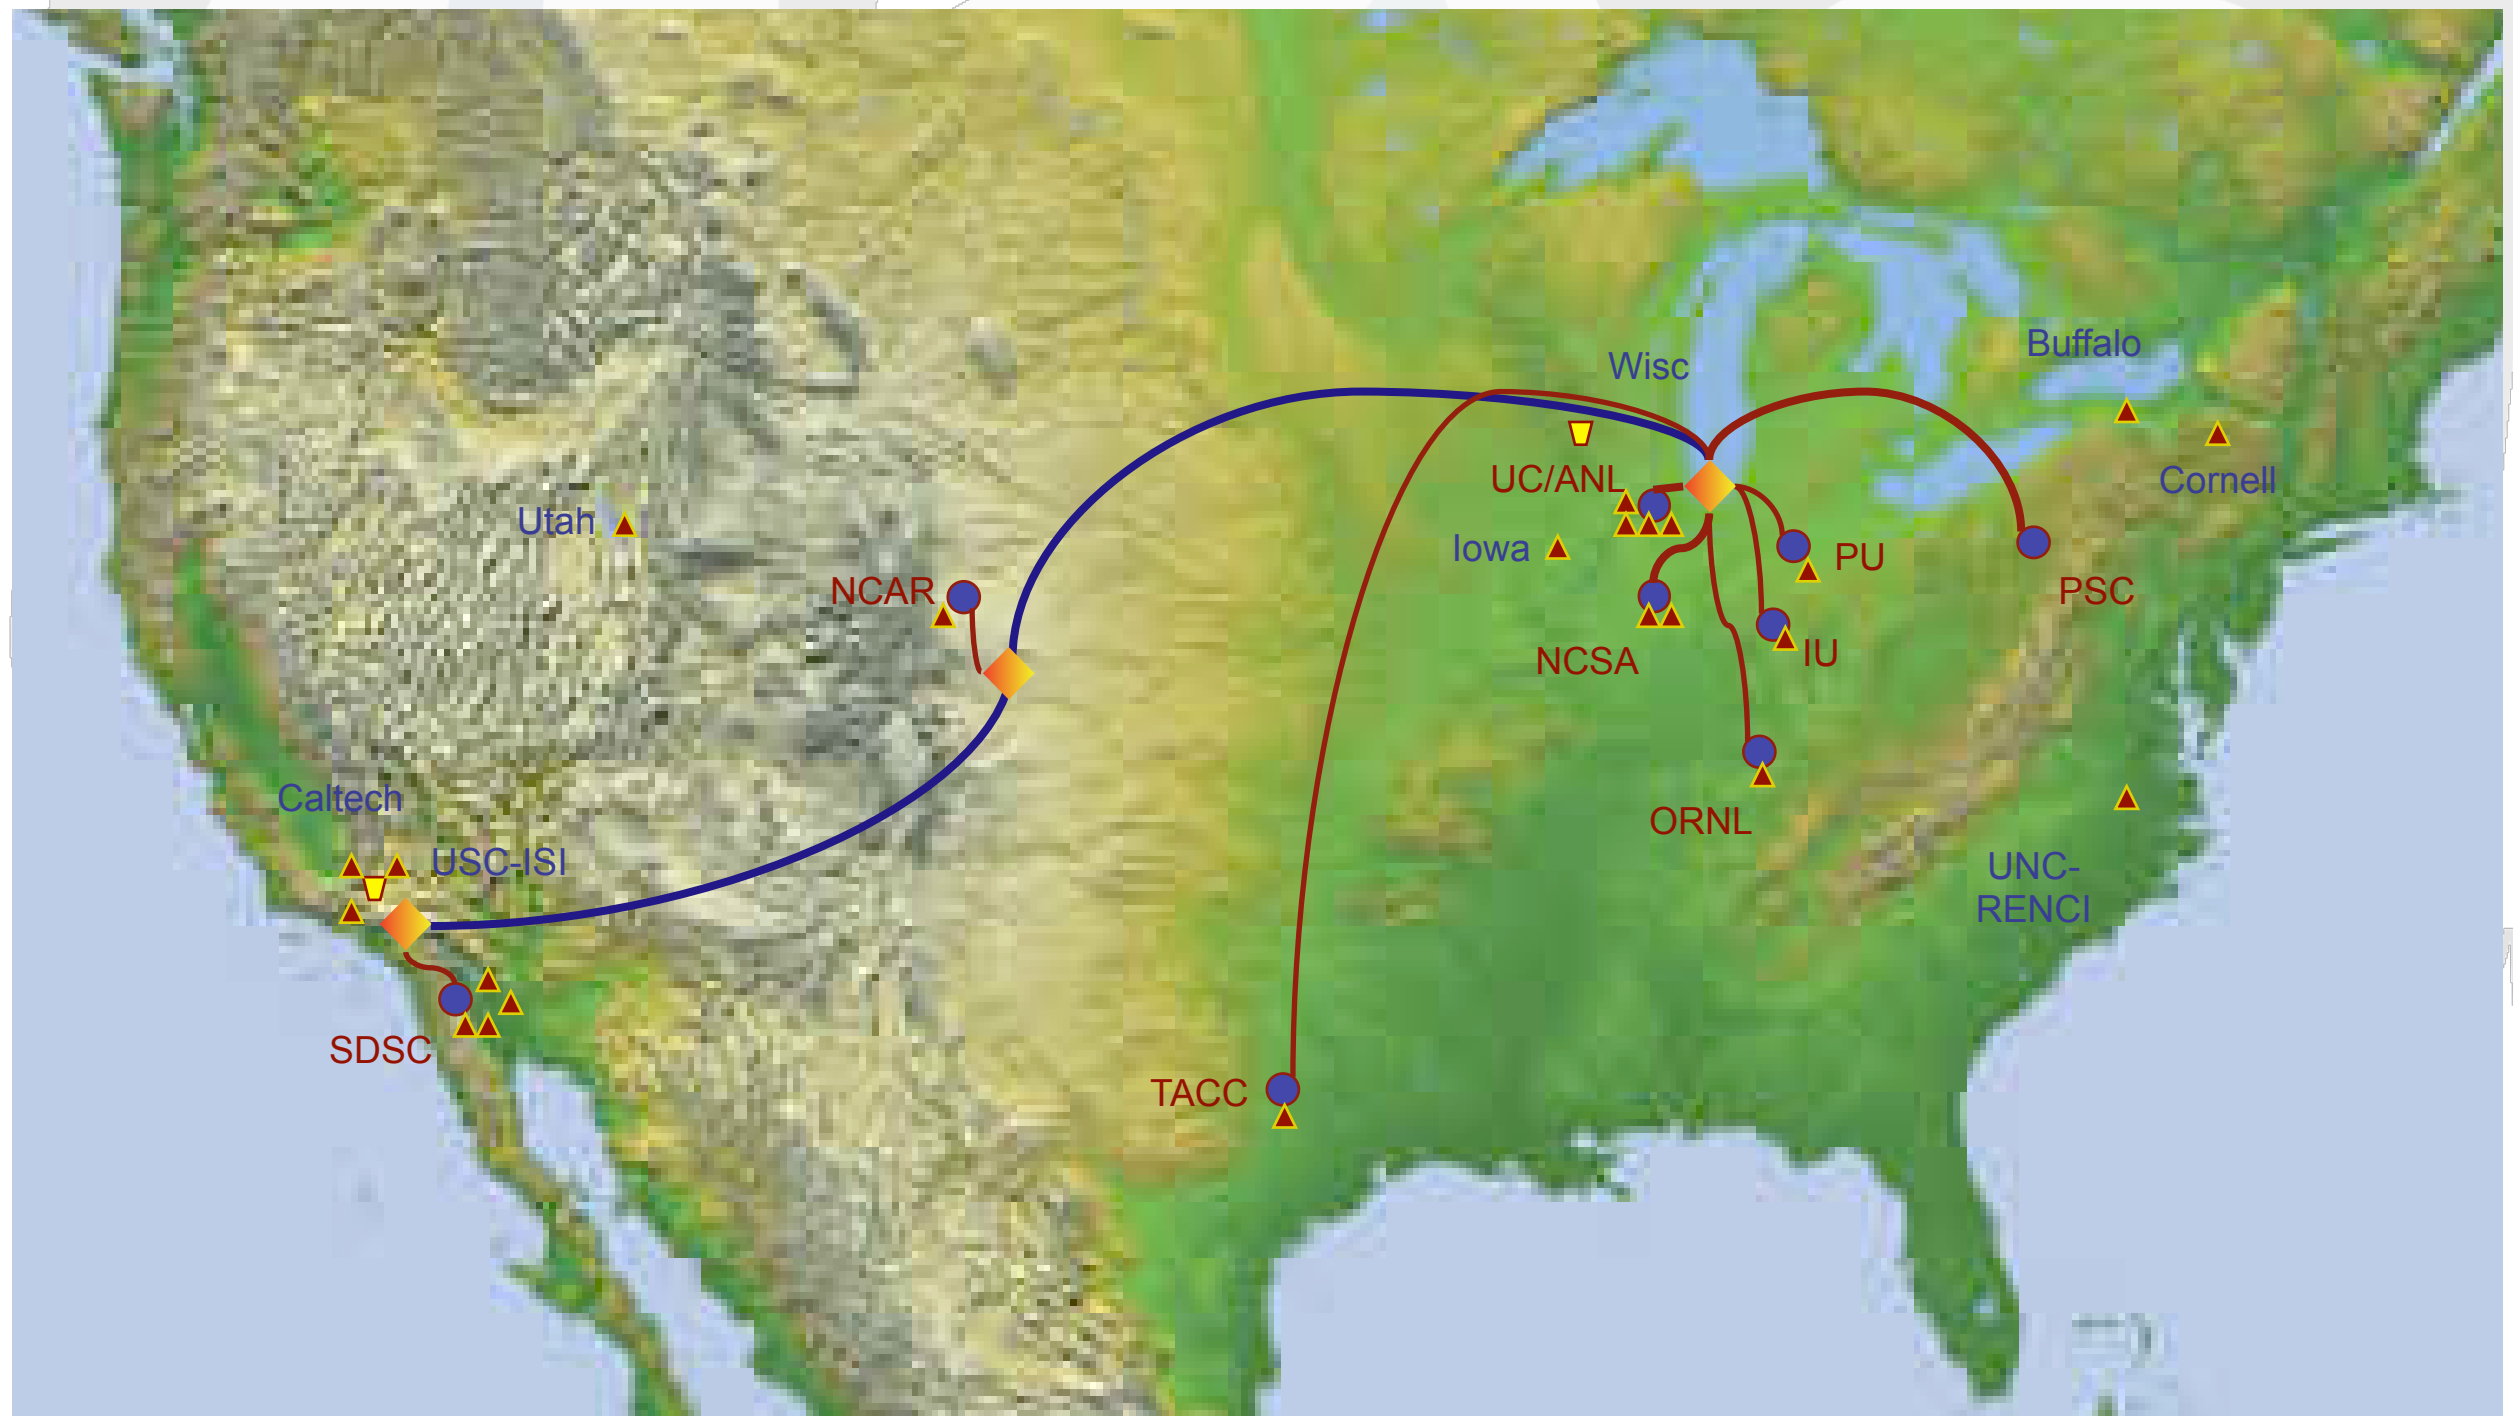 Buffalo
Wisc
UC/ANL
Cornell
Utah
Iowa
PU
NCAR
PSC
NCSA
IU
Caltech
ORNL
USC-ISI
UNC-
RENCI
SDSC
TACC